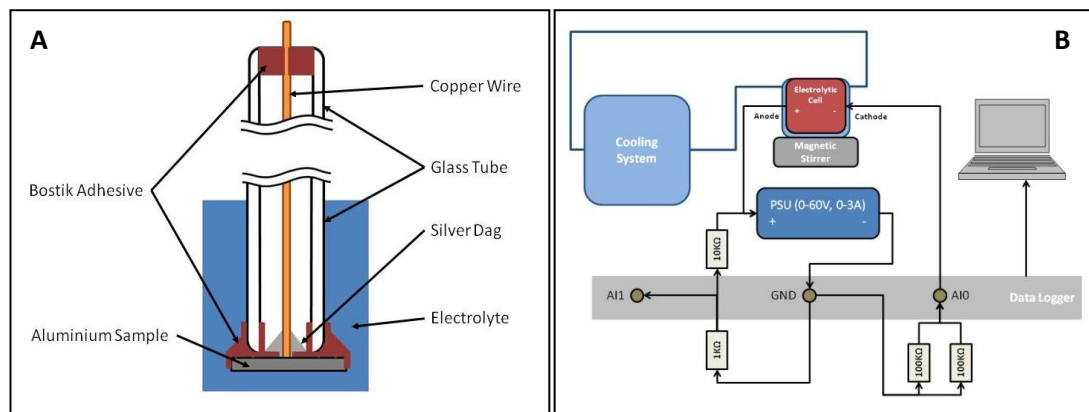 A
Copper Wire
Glass Tube
Bostik Adhesive
Silver Dag
Electrolyte
Aluminium Sample
B
Electrolytic
Cell
+ -
Anode
Cathode
Cooling
System
Magnetic
Stirrer
PSU (0-60V, 0-3A)
+ -
10KΩ
AI1
GND
AI0
Data Logger
1KΩ
100KΩ
100KΩ